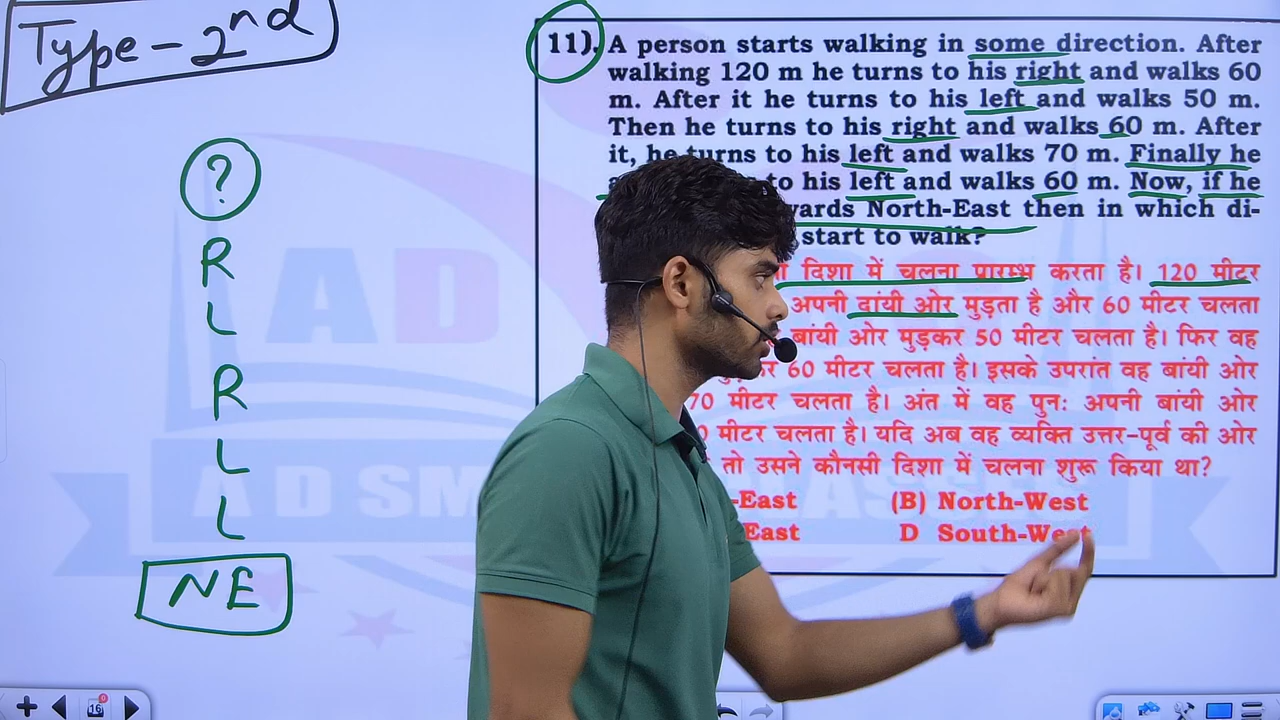 Type - 2nd
11). A person starts walking in some direction. After
walking 120 m he turns to his right and walks 60
m. After it he turns to his left and walks 50 m.
Then he turns to his right and walks 60 m. After
it, he turns to his left and walks 70 m. Finally he
to his left and walks 60 m. Now, if he
wards North-East then in which di-
start to walk?
दिशा में चलना प्रारम्भ करता है। 120 मीटर
अपनी दांयी ओर मुड़ता है और 60 मीटर चलता
बांयी ओर मुड़कर 50 मीटर चलता है। फिर वह
60 मीटर चलता है। इसके उपरांत वह बांयी ओर
70 मीटर चलता है। अंत में वह पुनः अपनी बांयी ओर
मीटर चलता है। यदि अब वह व्यक्ति उत्तर-पूर्व की ओर
तो उसने कौनसी दिशा में चलना शुरू किया था?
-East (B) North-West
East D South-West
?
R
L
R
L
L
NE
AD
A D SM
16